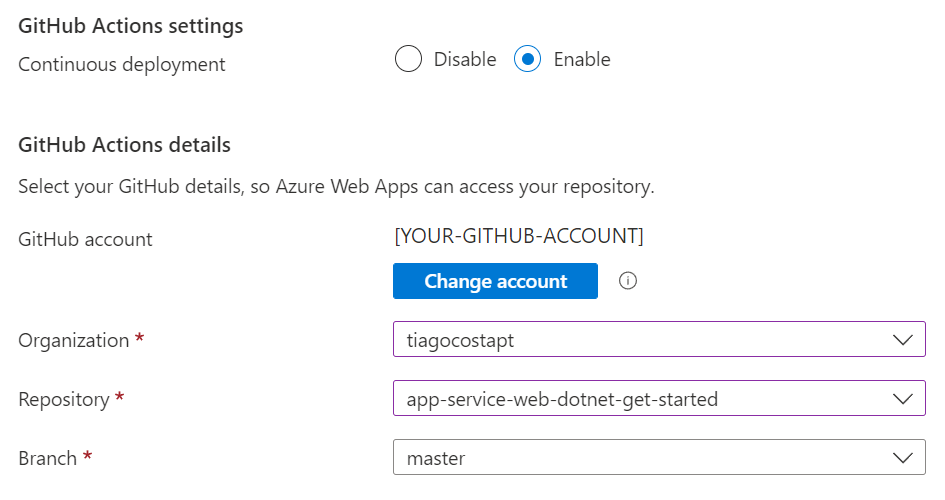 GitHub Actions settings
Continuous deployment Disable Enable
GitHub Actions details
Select your GitHub details, so Azure Web Apps can access your repository.
GitHub account [YOUR-GITHUB-ACCOUNT]
Change account
Organization * tiagocostapt
Repository * app-service-web-dotnet-get-started
Branch * master